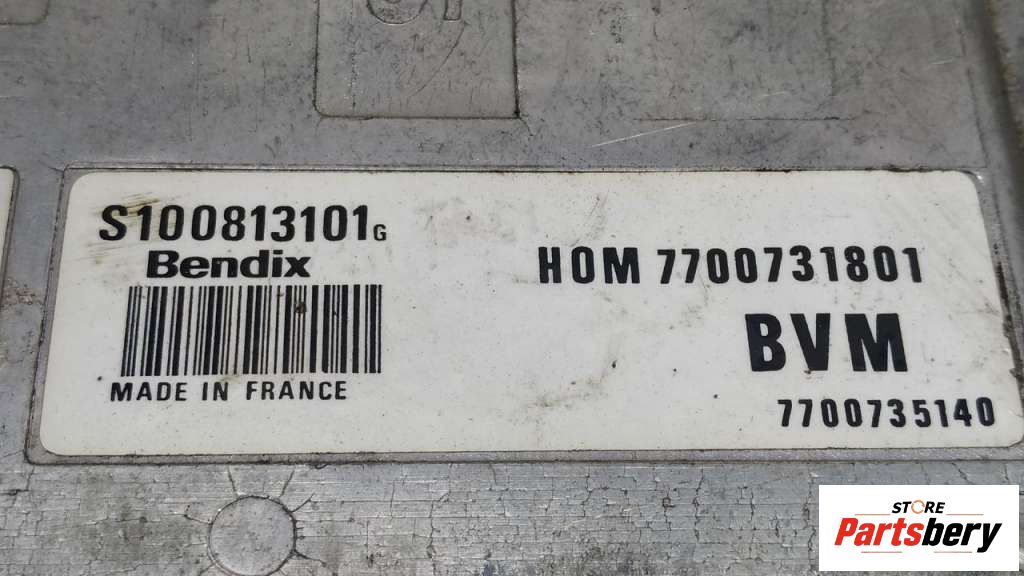 S100813101G
Bendix
MADE IN FRANCE
HOM 7700731801
BVM
7700735140
STORE
Partsbery